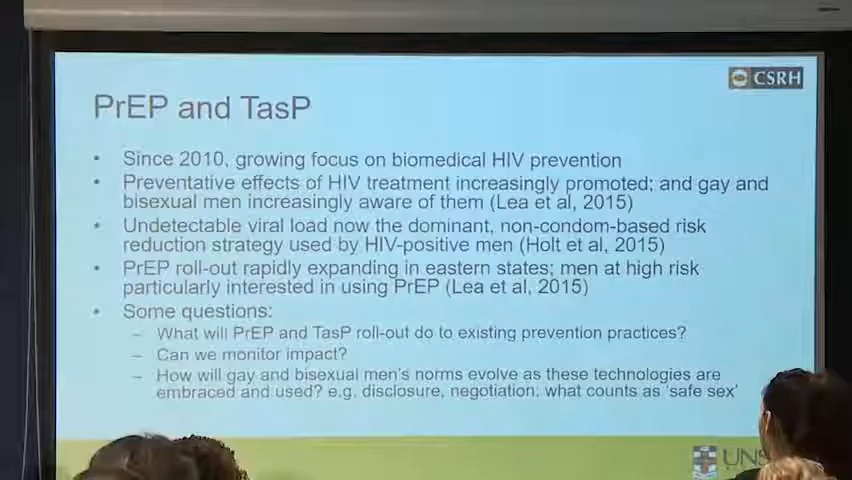 CSRH
PrEP and TasP
• Since 2010, growing focus on biomedical HIV prevention
• Preventative effects of HIV treatment increasingly promoted; and gay and
bisexual men increasingly aware of them (Lea et al, 2015)
• Undetectable viral load now the dominant, non-condom-based risk
reduction strategy used by HIV-positive men (Holt et al, 2015)
• PrEP roll-out rapidly expanding in eastern states; men at high risk
particularly interested in using PrEP (Lea et al, 2015)
• Some questions:
– What will PrEP and TasP roll-out do to existing prevention practices?
– Can we monitor impact?
– How will gay and bisexual men's norms evolve as these technologies are
embraced and used? e.g. disclosure, negotiation, what counts as 'safe sex'